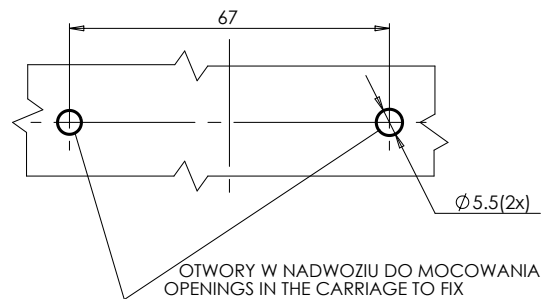 67
Ø5.5(2x)
OTWORY W NADWOZIU DO MOCOWANIA
OPENINGS IN THE CARRIAGE TO FIX